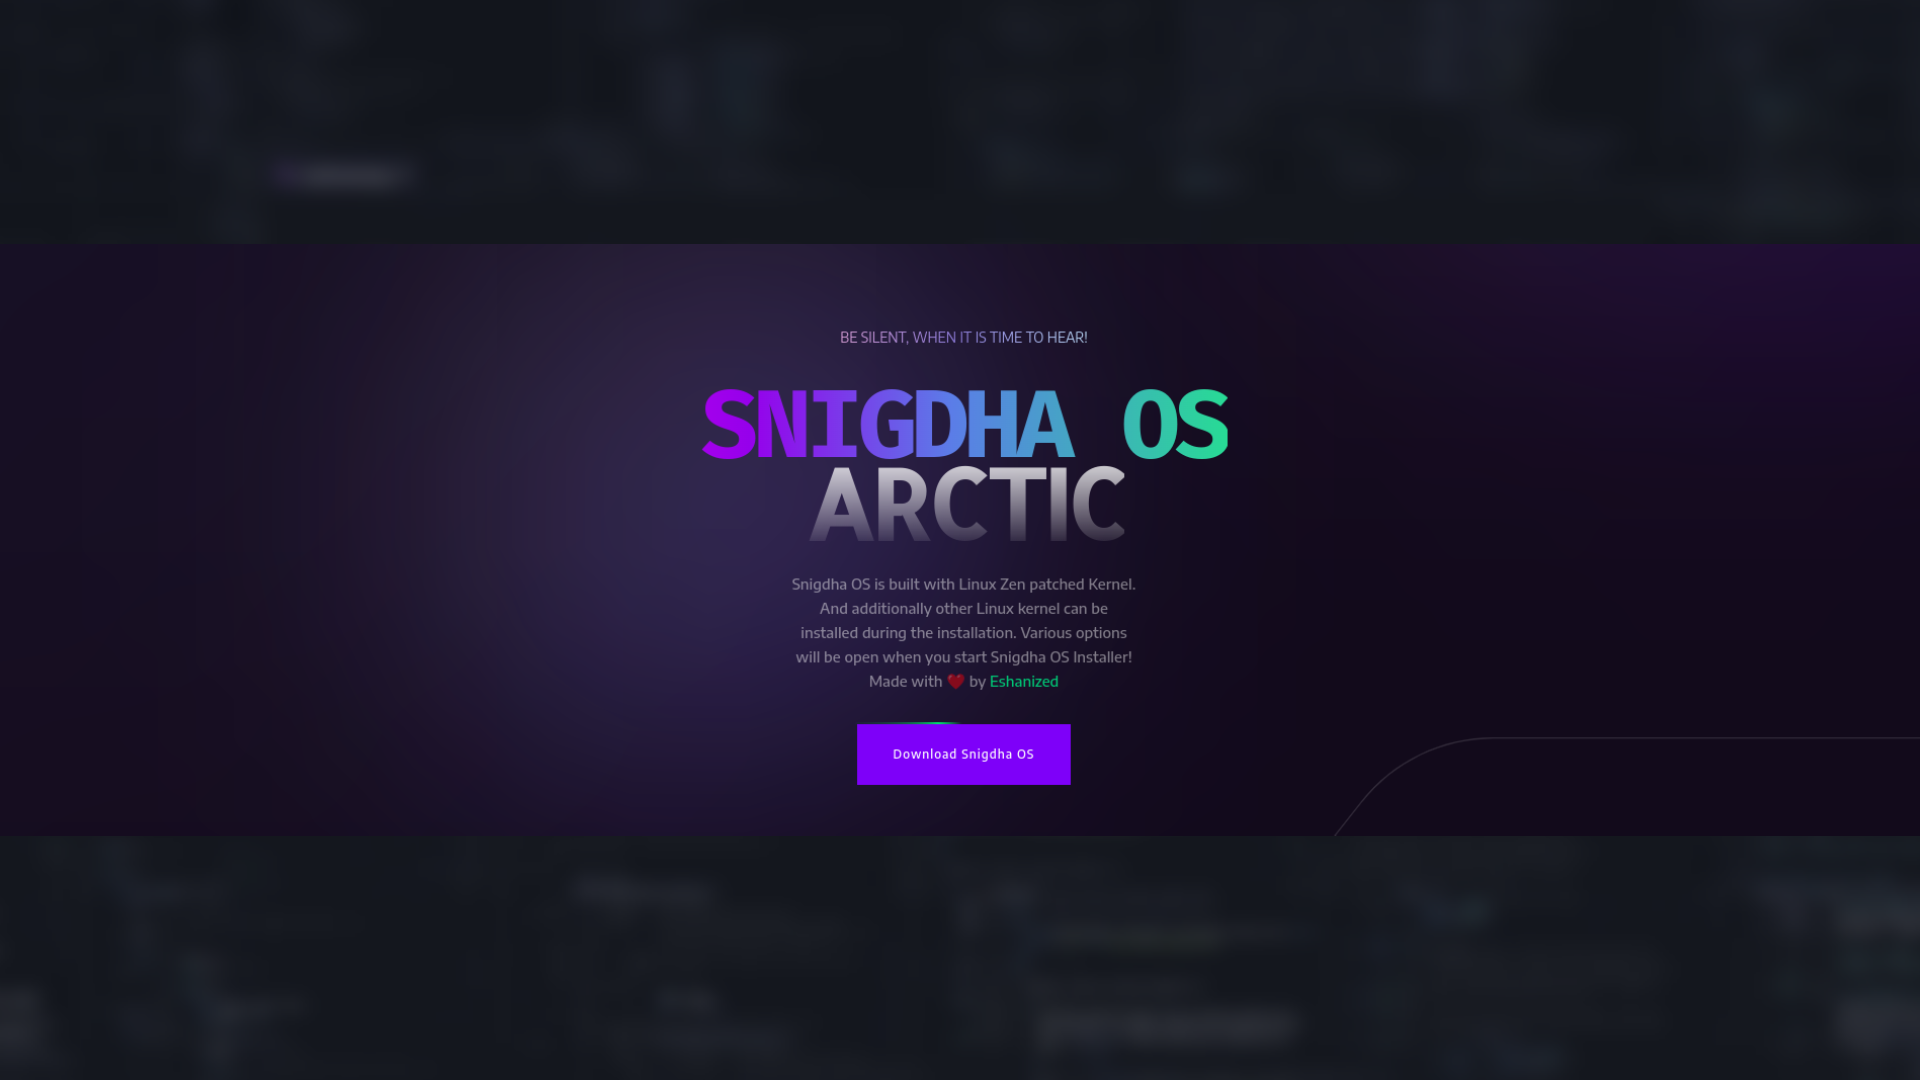 BE SILENT, WHEN IT IS TIME TO HEAR!
SNIGDHA OS
ARCTIC
Snigdha OS is built with Linux Zen patched Kernel.
And additionally other Linux kernel can be
installed during the installation. Various options
will be open when you start Snigdha OS Installer!
Made with ❤️ by Eshanized
Download Snigdha OS